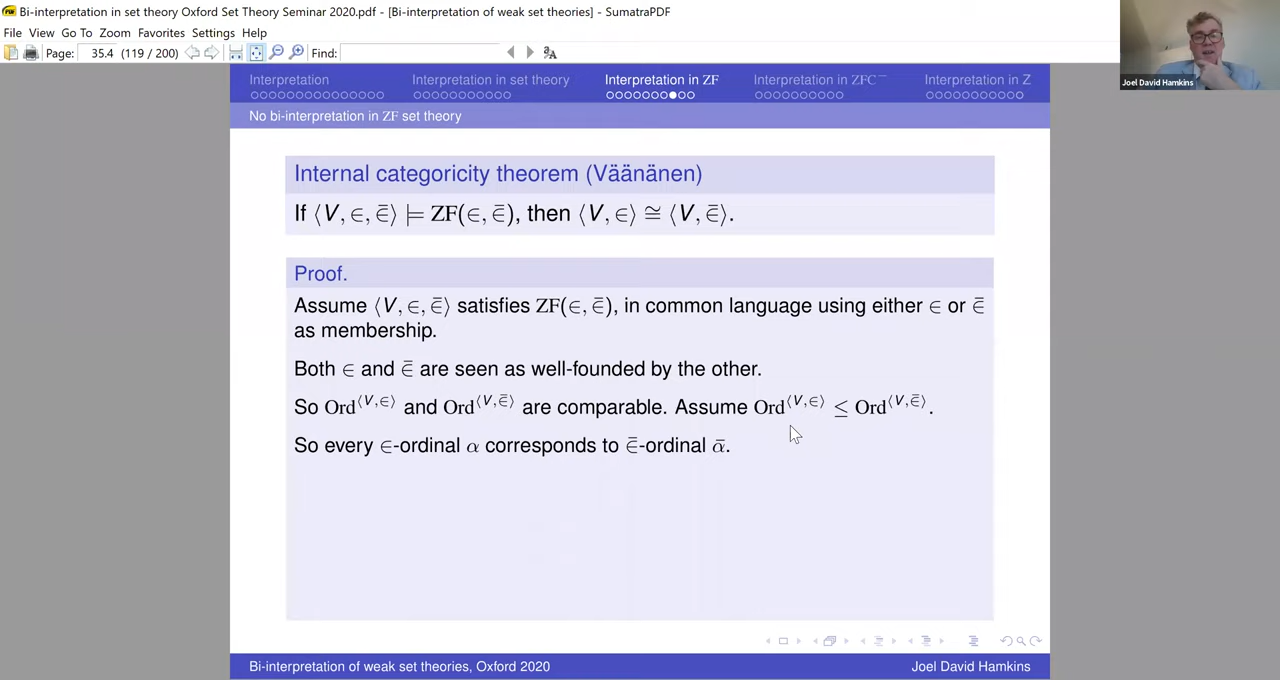 Bi-interpretation in set theory Oxford Set Theory Seminar 2020.pdf - [Bi-interpretation of weak set theories] - SumatraPDF
File View Go To Zoom Favorites Settings Help
Page: 35.4 (119 / 200) Find:
Joel David Hamkins
Interpretation Interpretation in set theory Interpretation in ZF Interpretation in ZFC⁻ Interpretation in Z
No bi-interpretation in ZF set theory
Internal categoricity theorem (Väänänen)
If ⟨V, ∈, ∈̄⟩ ⊨ ZF(∈, ∈̄), then ⟨V, ∈⟩ ≅ ⟨V, ∈̄⟩.
Proof.
Assume ⟨V, ∈, ∈̄⟩ satisfies ZF(∈, ∈̄), in common language using either ∈ or ∈̄
as membership.
Both ∈ and ∈̄ are seen as well-founded by the other.
So Ord^⟨V,∈⟩ and Ord^⟨V,∈̄⟩ are comparable. Assume Ord^⟨V,∈⟩ ≤ Ord^⟨V,∈̄⟩.
So every ∈-ordinal α corresponds to ∈̄-ordinal ᾱ.
Bi-interpretation of weak set theories, Oxford 2020 Joel David Hamkins